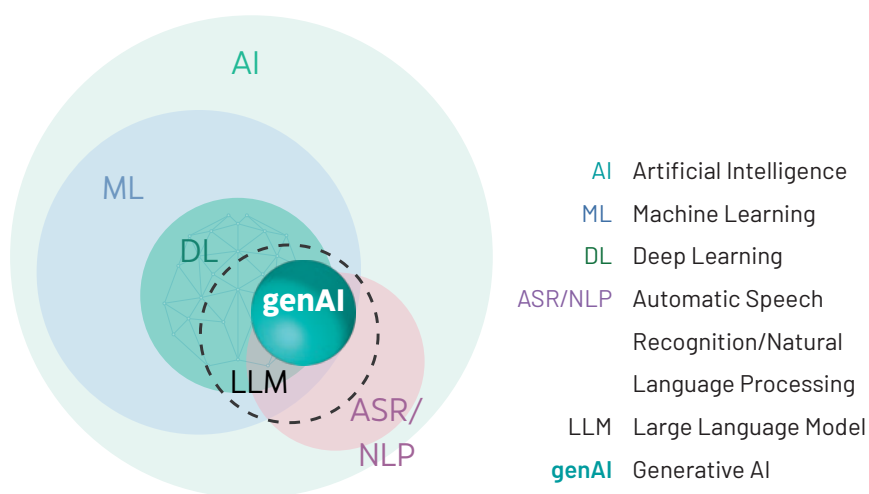 AI
ML
DL
genAI
LLM
ASR/
NLP
AI Artificial Intelligence
ML Machine Learning
DL Deep Learning
ASR/NLP Automatic Speech
Recognition/Natural
Language Processing
LLM Large Language Model
genAI Generative AI